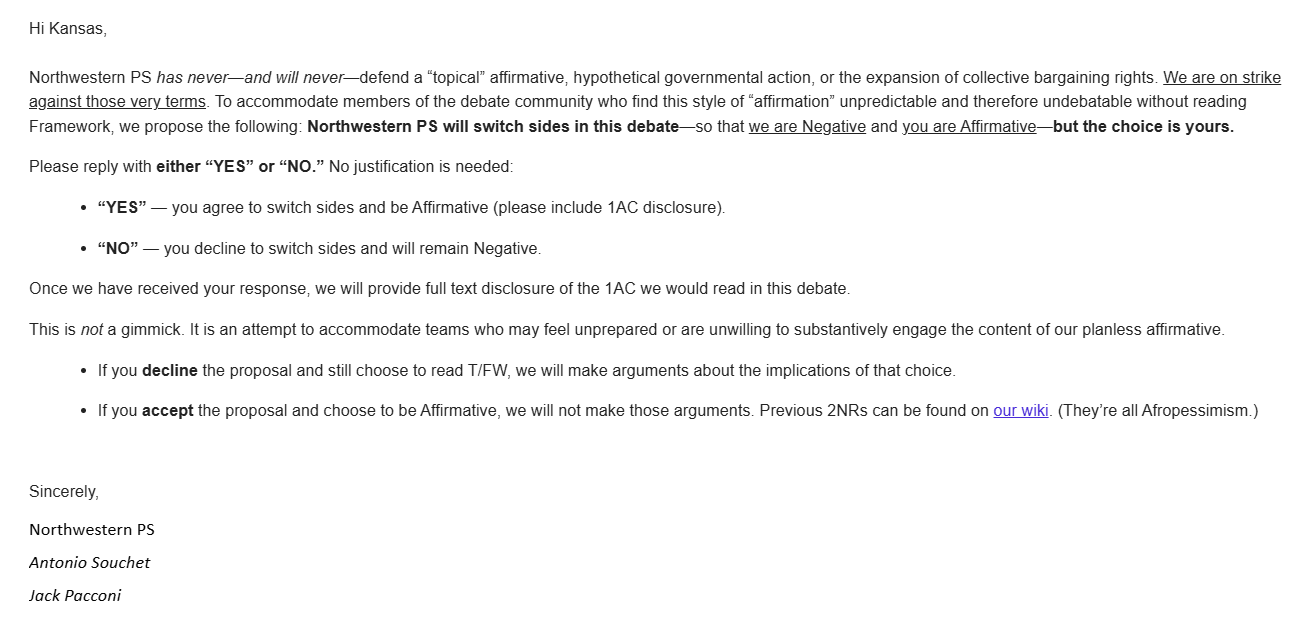 Hi Kansas,
Northwestern PS has never—and will never—defend a “topical” affirmative, hypothetical governmental action, or the expansion of collective bargaining rights. We are on strike
against those very terms. To accommodate members of the debate community who find this style of “affirmation” unpredictable and therefore undebatable without reading
Framework, we propose the following: Northwestern PS will switch sides in this debate—so that we are Negative and you are Affirmative—but the choice is yours.
Please reply with either “YES” or “NO.” No justification is needed:
• “YES” — you agree to switch sides and be Affirmative (please include 1AC disclosure).
• “NO” — you decline to switch sides and will remain Negative.
Once we have received your response, we will provide full text disclosure of the 1AC we would read in this debate.
This is not a gimmick. It is an attempt to accommodate teams who may feel unprepared or are unwilling to substantively engage the content of our planless affirmative.
• If you decline the proposal and still choose to read T/FW, we will make arguments about the implications of that choice.
• If you accept the proposal and choose to be Affirmative, we will not make those arguments. Previous 2NRs can be found on our wiki. (They’re all Afropessimism.)
Sincerely,
Northwestern PS
Antonio Souchet
Jack Pacconi